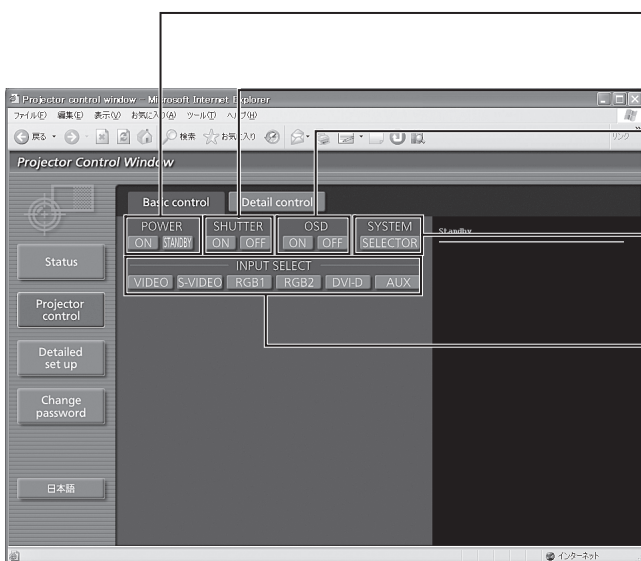 Projector control window - Microsoft Internet Explorer
ファイル(F) 編集(E) 表示(V) お気に入り(A) ツール(T) ヘルプ(H)
戻る 検索 お気に入り リンク »
Projector Control Window
Basic control Detail control
POWER SHUTTER OSD SYSTEM
ON STANDBY ON OFF ON OFF SELECTOR
INPUT SELECT
VIDEO S-VIDEO RGB1 RGB2 DVI-D AUX
Standby
Status
Projector
control
Detailed
set up
Change
password
日本語
インターネット